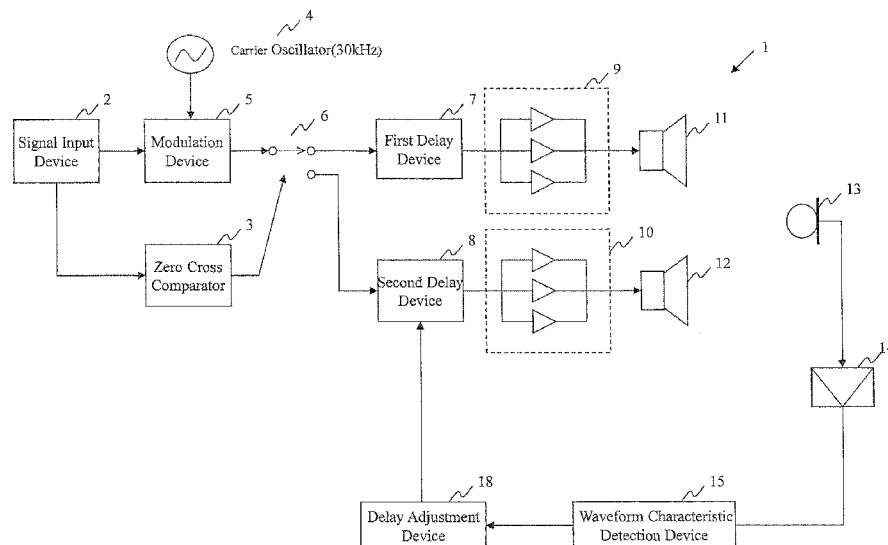 4
Carrier Oscillator(30kHz)
1
2
5
6
7
9
11
Signal Input
Device
Modulation
Device
First Delay
Device
13
3
8
10
12
Zero Cross
Comparator
Second Delay
Device
14
18
15
Delay Adjustment
Device
Waveform Characteristic
Detection Device